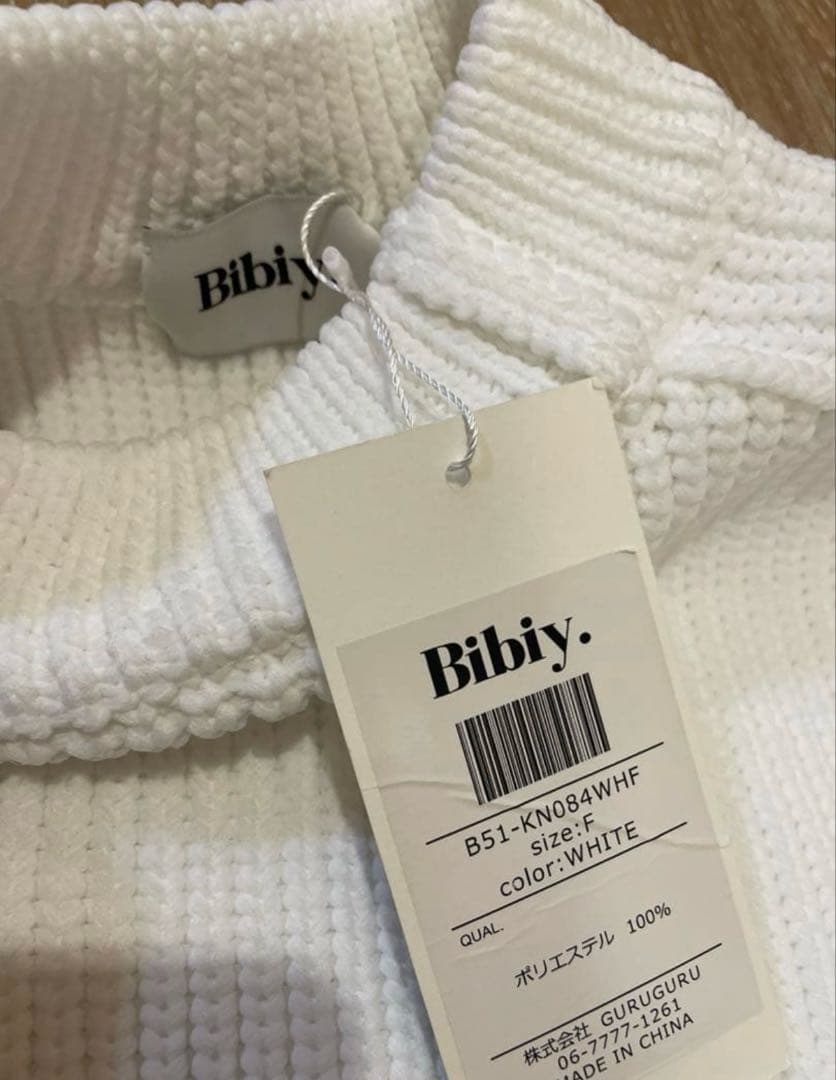 Bibiy.
Bibiy.
B51-KN084WHF
size:F
color:WHITE
QUAL.
ポリエステル 100%
株式会社 GURUGURU
06-7777-1261
MADE IN CHINA